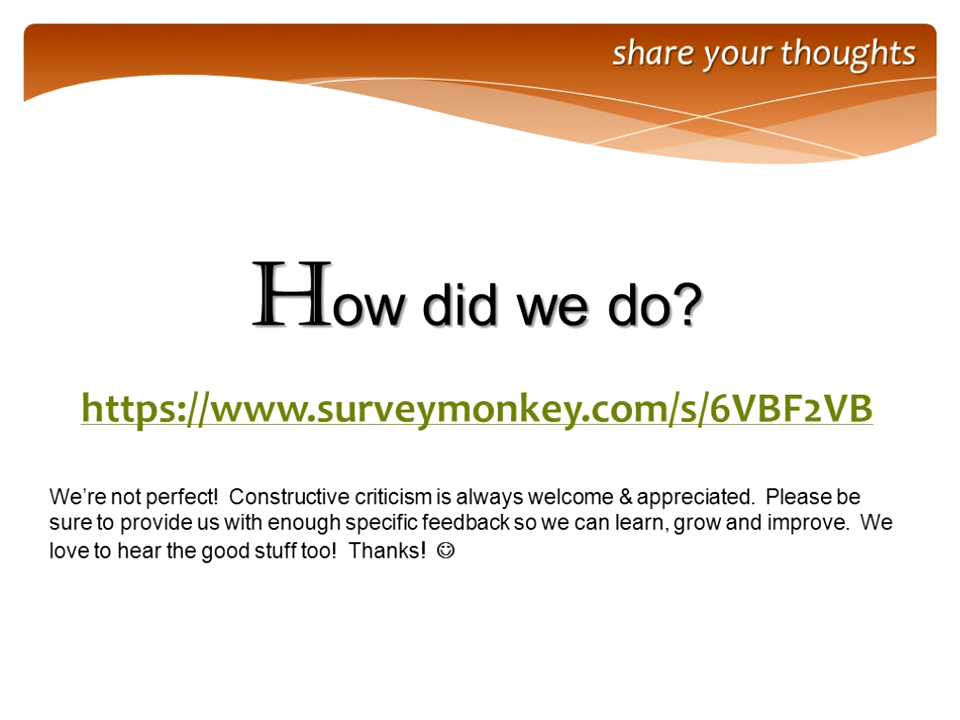 share your thoughts
How did we do?
https://www.surveymonkey.com/s/6VBF2VB
We’re not perfect!  Constructive criticism is always welcome & appreciated.  Please be
sure to provide us with enough specific feedback so we can learn, grow and improve.  We
love to hear the good stuff too!  Thanks! ☺